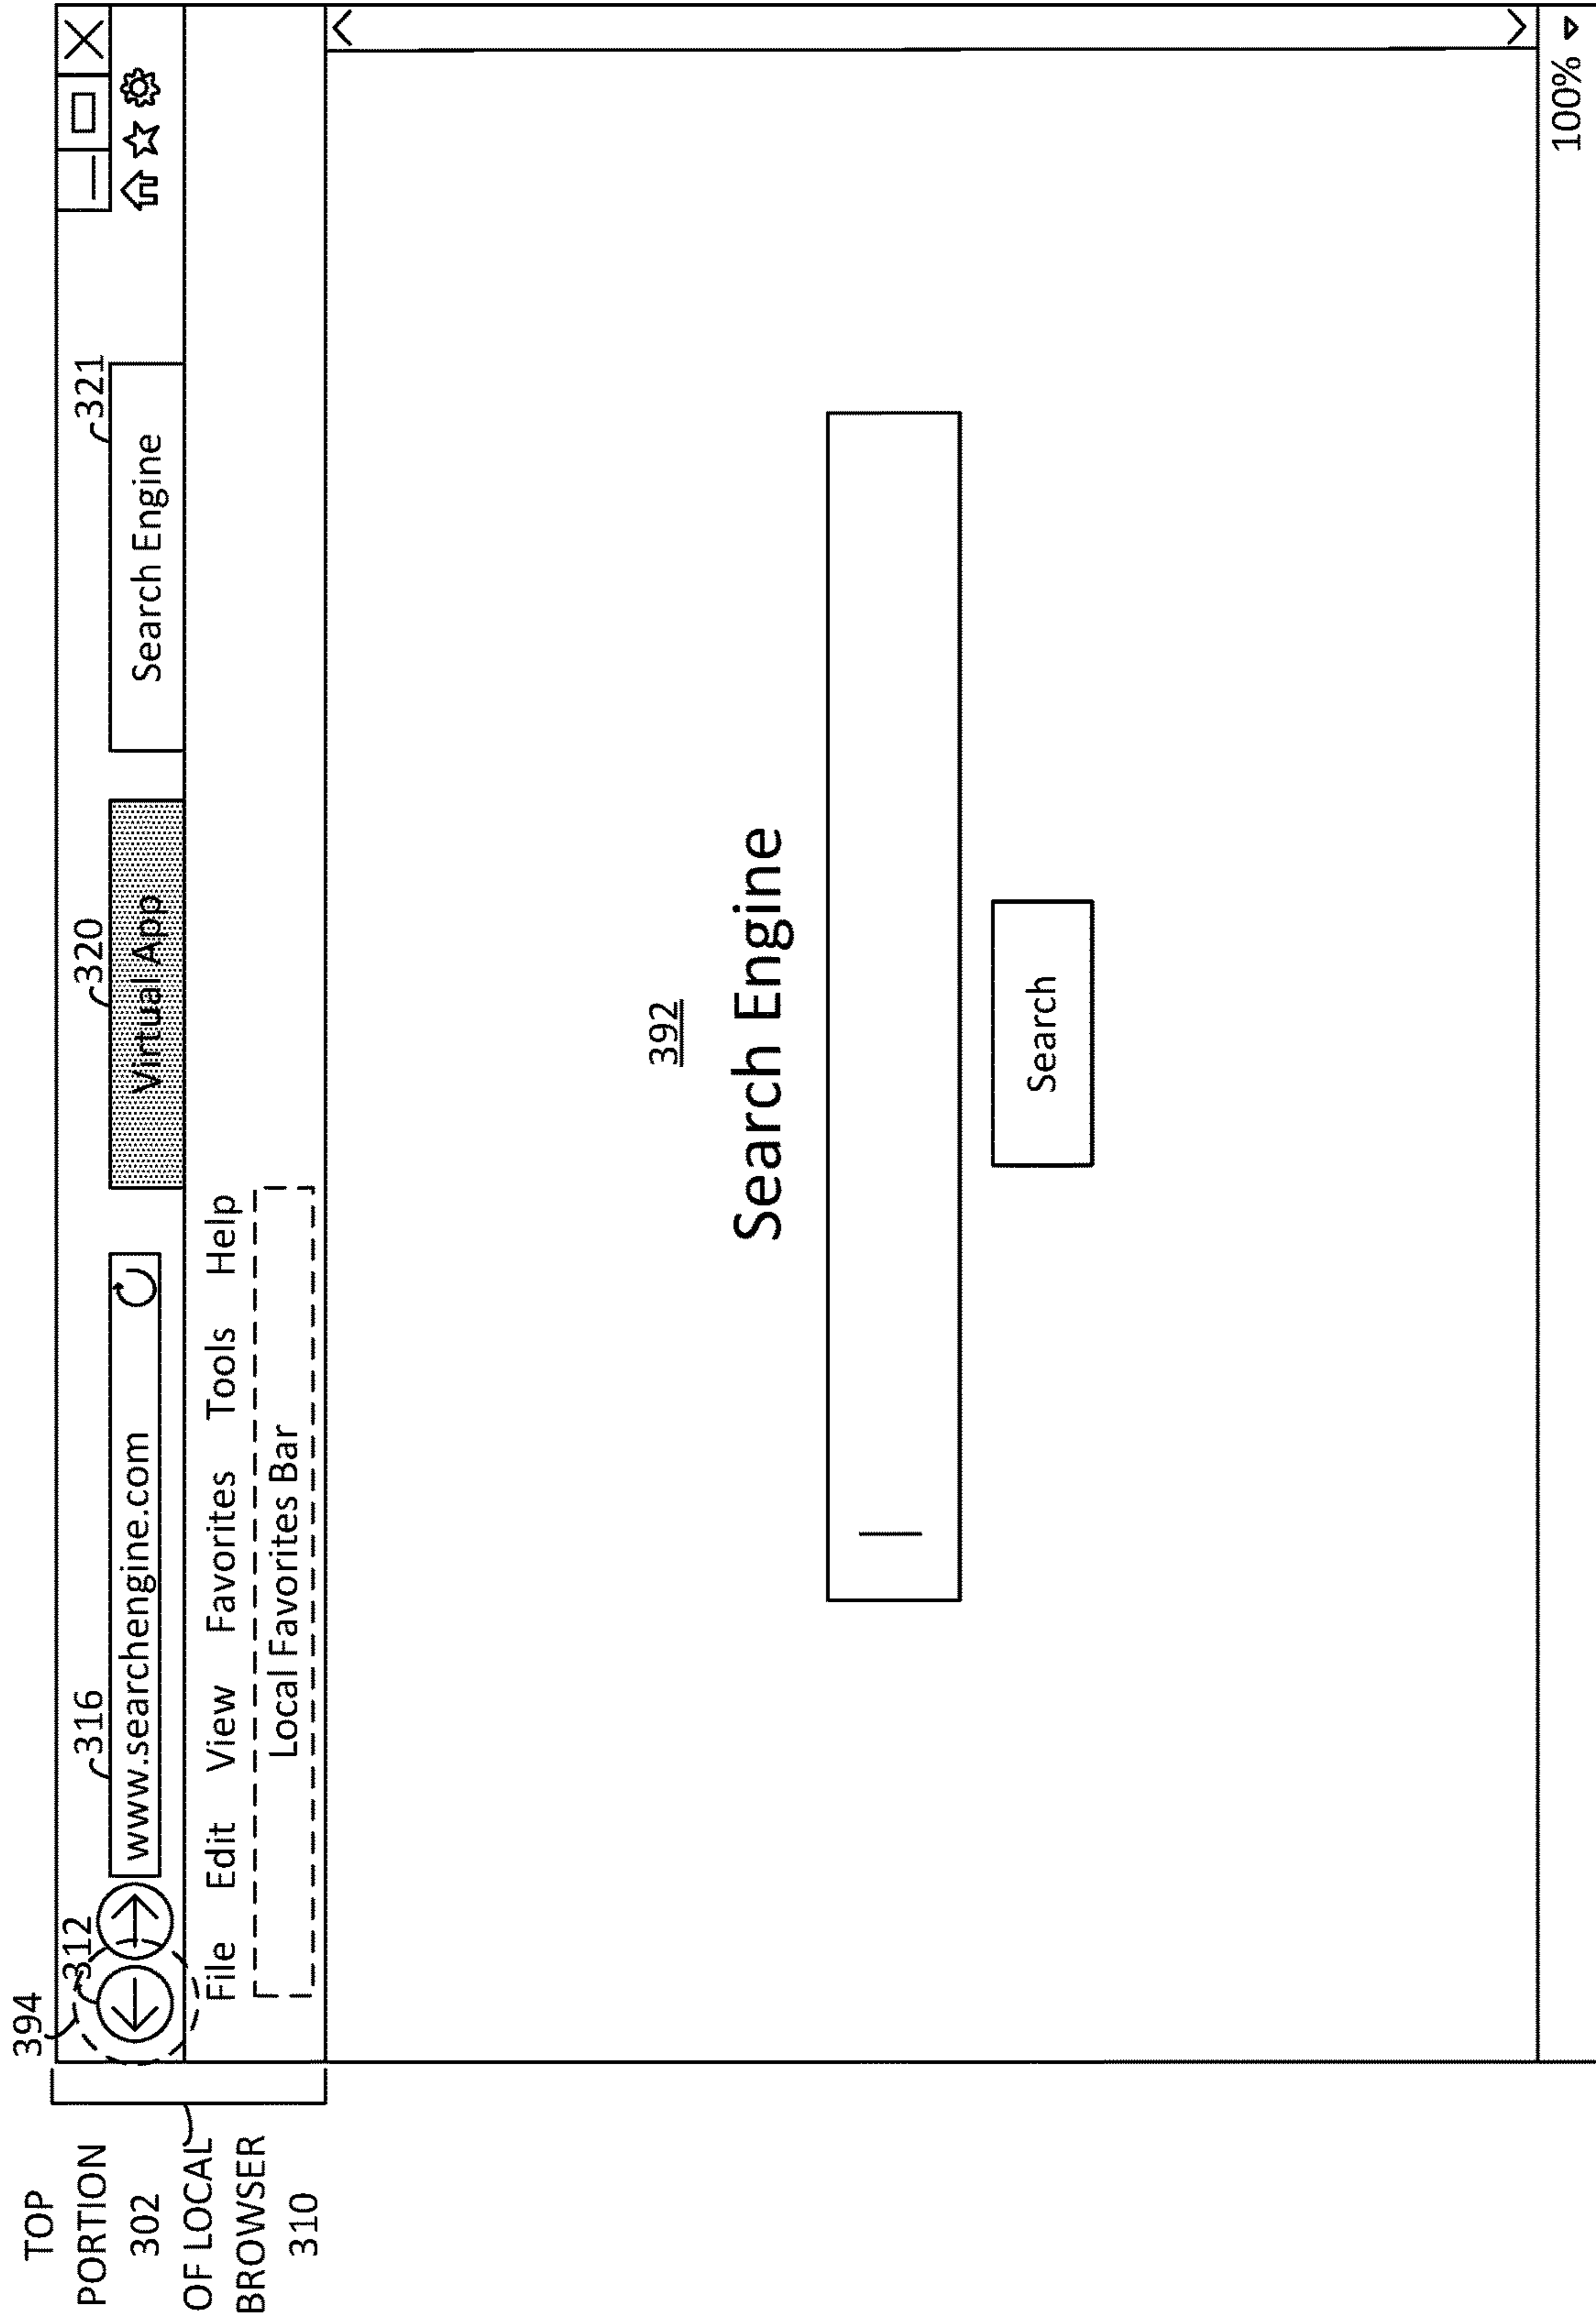 TOP
PORTION
302
OF LOCAL
BROWSER
310
394
312
316
320
321
www.searchengine.com
Virtual App
Search Engine
File Edit View Favorites Tools Help
Local Favorites Bar
392
Search Engine
Search
100%